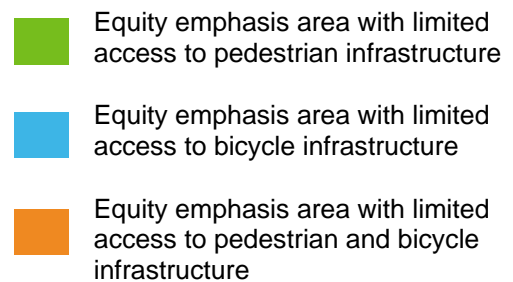 Equity emphasis area with limited
access to pedestrian infrastructure
Equity emphasis area with limited
access to bicycle infrastructure
Equity emphasis area with limited
access to pedestrian and bicycle
infrastructure